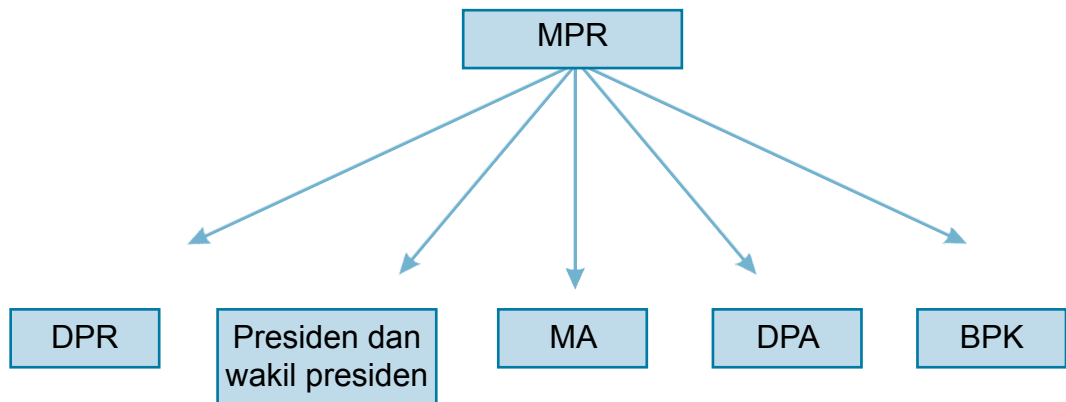 MPR
DPR
Presiden dan
wakil presiden
MA
DPA
BPK